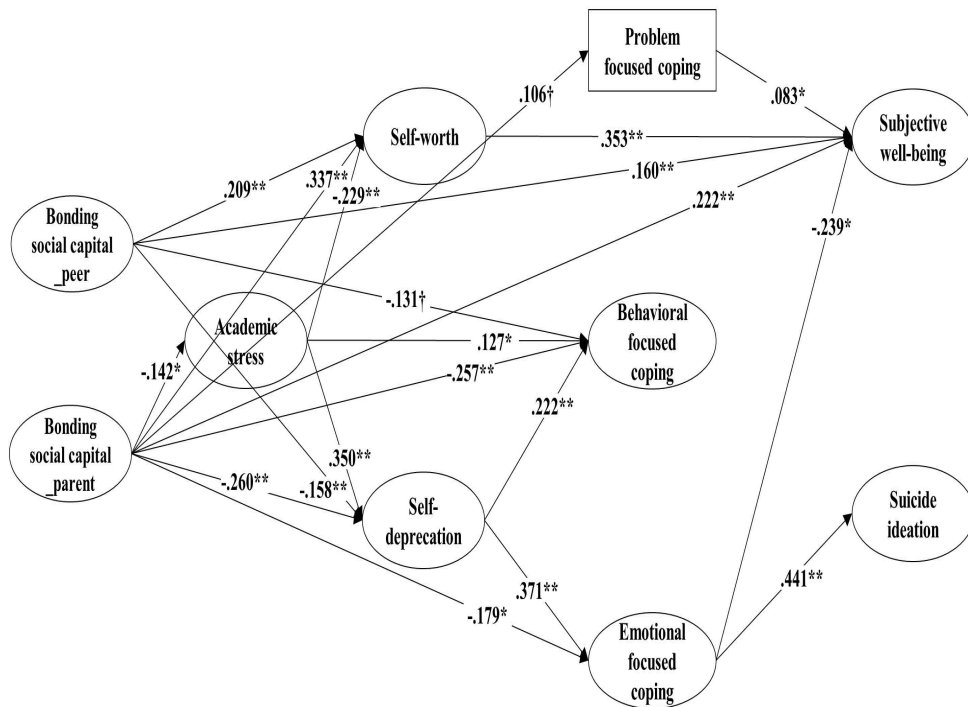 Problem
focused coping
.106†
.083*
Self-worth
.353**
Subjective
well-being
.209**
.337**
-.229**
.160**
.222**
Bonding
social capital
_peer
-.239*
-.131†
Academic
stress
.127*
Behavioral
focused
coping
-.142*
-.257**
.222**
Bonding
social capital
_parent
.350**
-.260**
-.158**
Self-
deprecation
Suicide
ideation
.371**
.441**
-.179*
Emotional
focused
coping